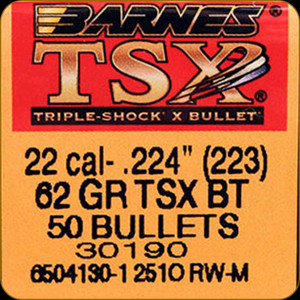 BARNES®
TSX®
TRIPLE-SHOCK® X BULLET™
22 cal- .224" (223)
62 GR TSX BT
50 BULLETS
30190
6504130-1 2510 RW-M